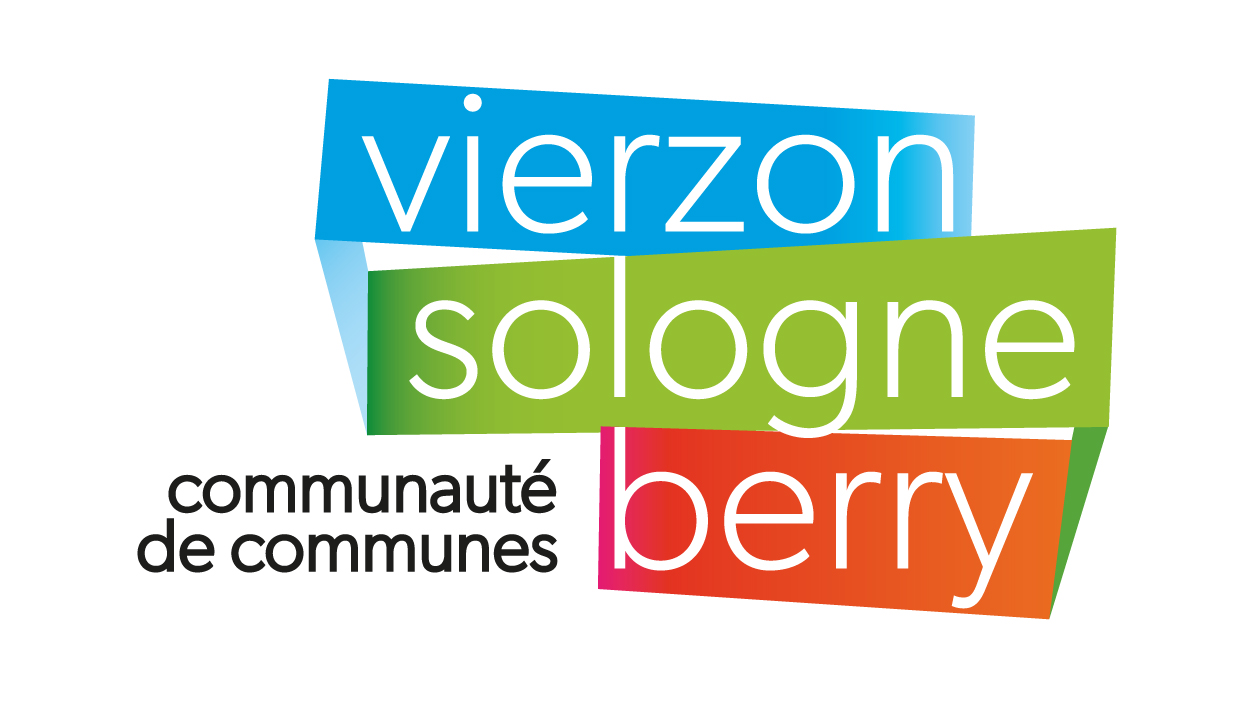 vierzon
sologne
berry
communauté
de communes